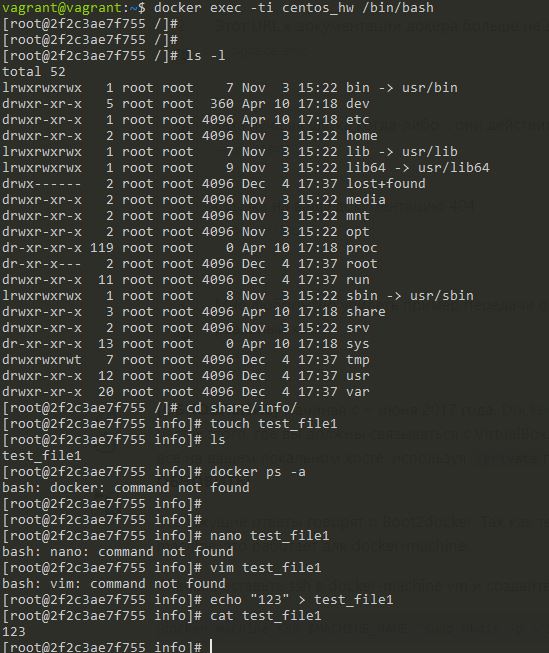 vagrant@vagrant:~$ docker exec -ti centos_hw /bin/bash
[root@2f2c3ae7f755 /]#
[root@2f2c3ae7f755 /]#
[root@2f2c3ae7f755 /]# ls -l
total 52
lrwxrwxrwx   1 root root    7 Nov  3 15:22 bin -> usr/bin
drwxr-xr-x   5 root root  360 Apr 10 17:18 dev
drwxr-xr-x   1 root root 4096 Apr 10 17:18 etc
drwxr-xr-x   2 root root 4096 Nov  3 15:22 home
lrwxrwxrwx   1 root root    7 Nov  3 15:22 lib -> usr/lib
lrwxrwxrwx   1 root root    9 Nov  3 15:22 lib64 -> usr/lib64
drwx------   2 root root 4096 Dec  4 17:37 lost+found
drwxr-xr-x   2 root root 4096 Nov  3 15:22 media
drwxr-xr-x   2 root root 4096 Nov  3 15:22 mnt
drwxr-xr-x   2 root root 4096 Nov  3 15:22 opt
dr-xr-xr-x 119 root root    0 Apr 10 17:18 proc
dr-xr-x---   2 root root 4096 Dec  4 17:37 root
drwxr-xr-x  11 root root 4096 Dec  4 17:37 run
lrwxrwxrwx   1 root root    8 Nov  3 15:22 sbin -> usr/sbin
drwxr-xr-x   3 root root 4096 Apr 10 17:18 share
drwxr-xr-x   2 root root 4096 Nov  3 15:22 srv
dr-xr-xr-x  13 root root    0 Apr 10 17:18 sys
drwxrwxrwt   7 root root 4096 Dec  4 17:37 tmp
drwxr-xr-x  12 root root 4096 Dec  4 17:37 usr
drwxr-xr-x  20 root root 4096 Dec  4 17:37 var
[root@2f2c3ae7f755 /]# cd share/info/
[root@2f2c3ae7f755 info]# touch test_file1
[root@2f2c3ae7f755 info]# ls
test_file1
[root@2f2c3ae7f755 info]# docker ps -a
bash: docker: command not found
[root@2f2c3ae7f755 info]#
[root@2f2c3ae7f755 info]#
[root@2f2c3ae7f755 info]# nano test_file1
bash: nano: command not found
[root@2f2c3ae7f755 info]# vim test_file1
bash: vim: command not found
[root@2f2c3ae7f755 info]# echo "123" > test_file1
[root@2f2c3ae7f755 info]# cat test_file1
123
[root@2f2c3ae7f755 info]#